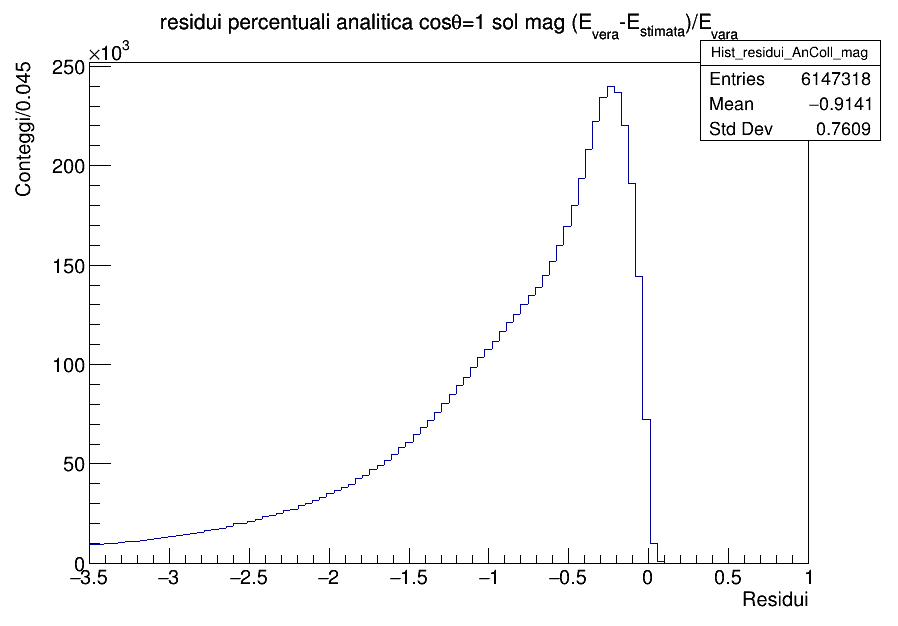 residui percentuali analitica cosθ=1 sol mag (E_vera-E_stimata)/E_vara
×10³
Hist_residui_AnColl_mag
Entries 6147318
Mean −0.9141
Std Dev 0.7609
Conteggi/0.045
250
200
150
100
50
0
−3.5 −3 −2.5 −2 −1.5 −1 −0.5 0 0.5 1
Residui